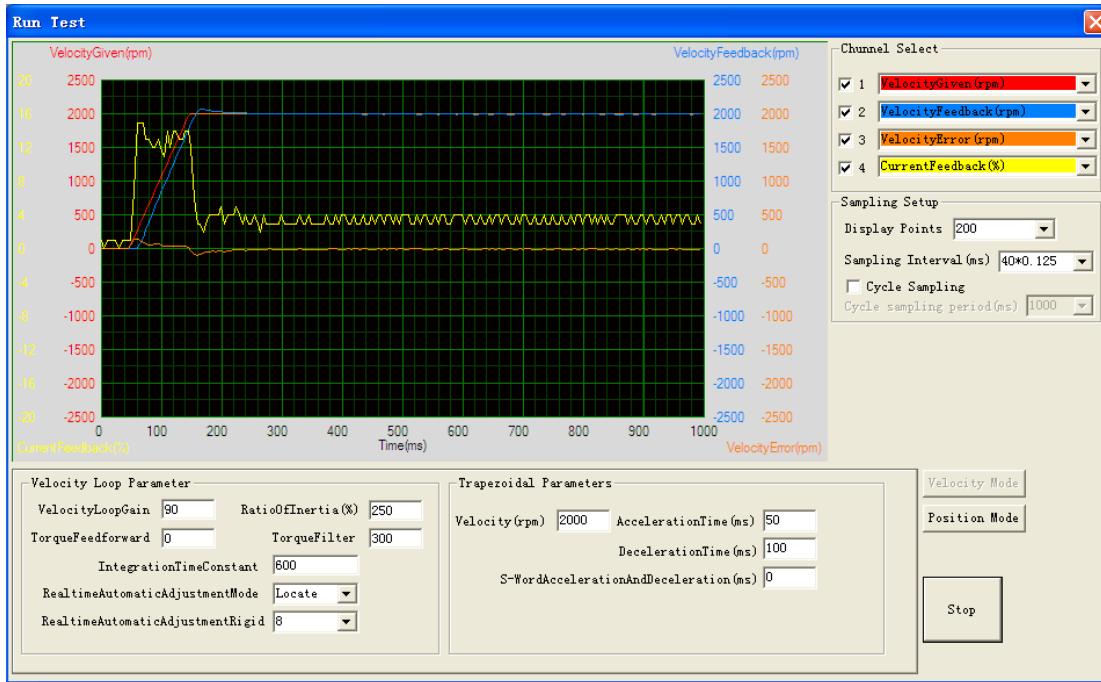 Run Test
VelocityGiven(rpm) VelocityFeedback(rpm)
20 2500 2500 2500
16 2000 2000 2000
12 1500 1500 1500
8 1000 1000 1000
4 500 500 500
0 0 0 0
-4 -500 -500 -500
-8 -1000 -1000 -1000
-12 -1500 -1500 -1500
-16 -2000 -2000 -2000
-20 -2500 -2500 -2500
0 100 200 300 400 500 600 700 800 900 1000
CurrentFeedback(%) Time(ms) VelocityError(rpm)
Chunnel Select
1 VelocityGiven(rpm)
2 VelocityFeedback(rpm)
3 VelocityError(rpm)
4 CurrentFeedback(%)
Sampling Setup
Display Points 200
Sampling Interval(ms) 40*0.125
Cycle Sampling
Cycle sampling period(ms) 1000
Velocity Loop Parameter
VelocityLoopGain 90 RatioOfInertia(%) 250
TorqueFeedforward 0 TorqueFilter 300
IntegrationTimeConstant 600
RealtimeAutomaticAdjustmentMode Locate
RealtimeAutomaticAdjustmentRigid 8
Trapezoidal Parameters
Velocity(rpm) 2000 AccelerationTime(ms) 50
DecelerationTime(ms) 100
S-WordAccelerationAndDeceleration(ms) 0
Velocity Mode
Position Mode
Stop